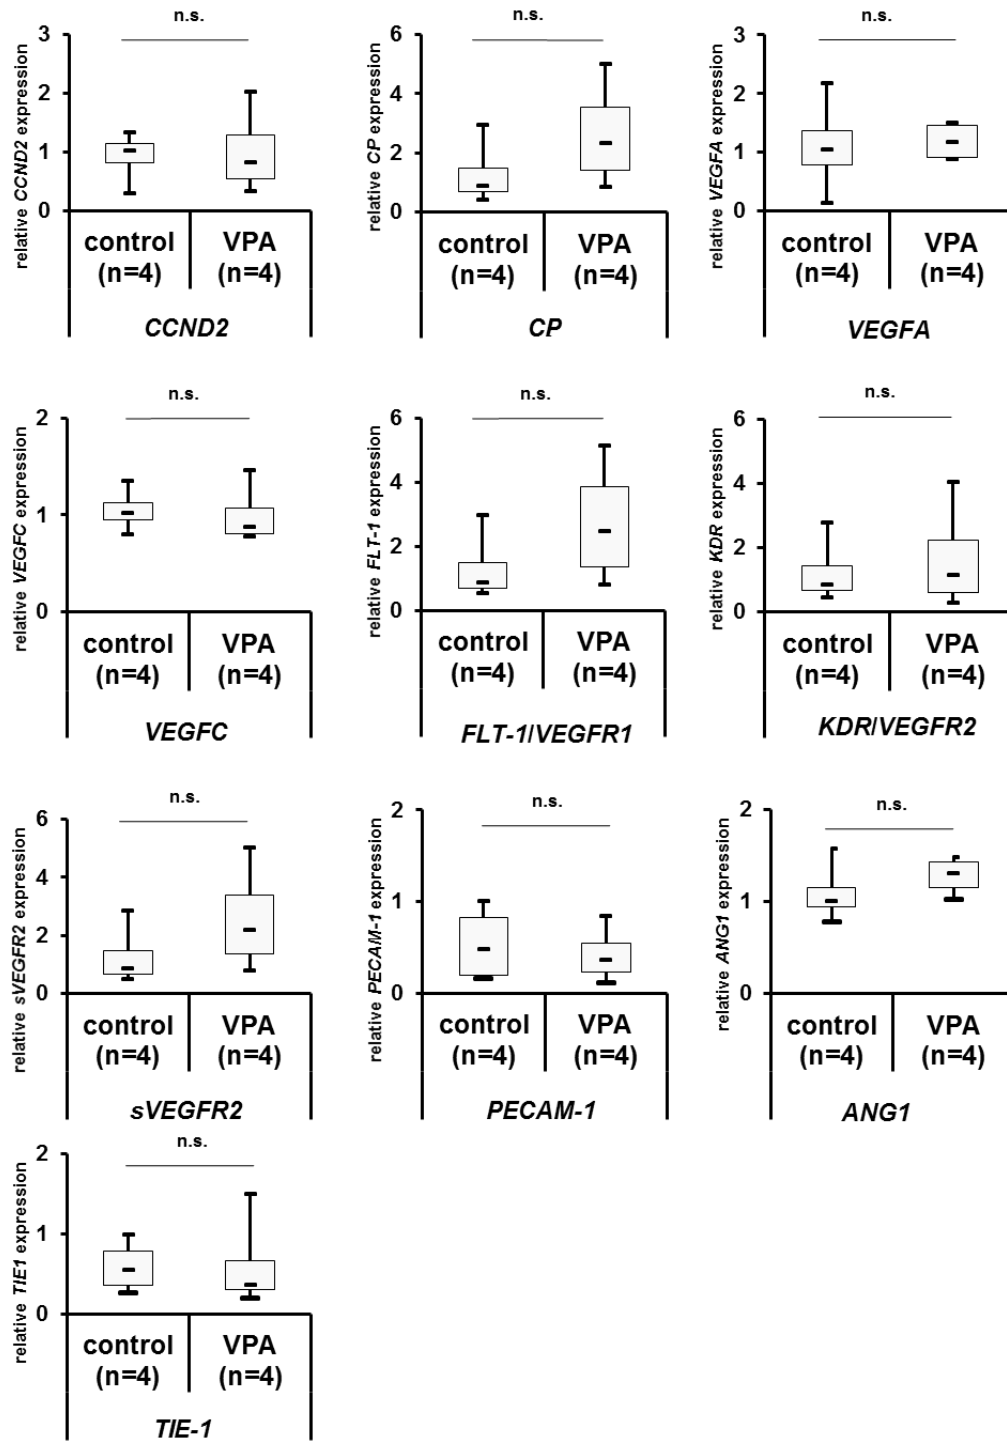 n.s.
relative CCND2 expression
3
2
1
0
control
(n=4)
VPA
(n=4)
CCND2
n.s.
relative CP expression
6
4
2
0
control
(n=4)
VPA
(n=4)
CP
n.s.
relative VEGFA expression
3
2
1
0
control
(n=4)
VPA
(n=4)
VEGFA
n.s.
relative VEGFC expression
2
1
0
control
(n=4)
VPA
(n=4)
VEGFC
n.s.
relative FLT-1 expression
6
4
2
0
control
(n=4)
VPA
(n=4)
FLT-1/VEGFR1
n.s.
relative KDR expression
6
4
2
0
control
(n=4)
VPA
(n=4)
KDR/VEGFR2
n.s.
relative sVEGFR2 expression
6
4
2
0
control
(n=4)
VPA
(n=4)
sVEGFR2
n.s.
relative PECAM-1 expression
2
1
0
control
(n=4)
VPA
(n=4)
PECAM-1
n.s.
relative ANG1 expression
2
1
0
control
(n=4)
VPA
(n=4)
ANG1
n.s.
relative TIE1 expression
2
1
0
control
(n=4)
VPA
(n=4)
TIE-1